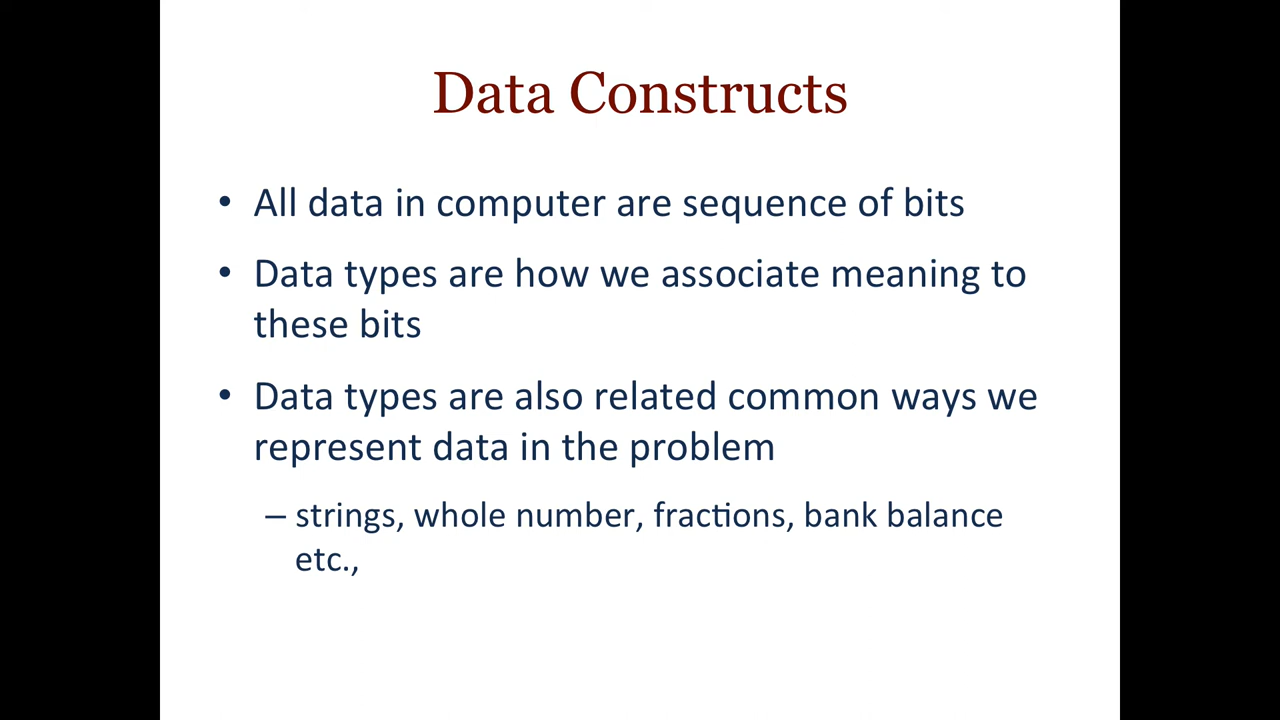 Data Constructs
• All data in computer are sequence of bits
• Data types are how we associate meaning to
these bits
• Data types are also related common ways we
represent data in the problem
– strings, whole number, fractions, bank balance
etc.,